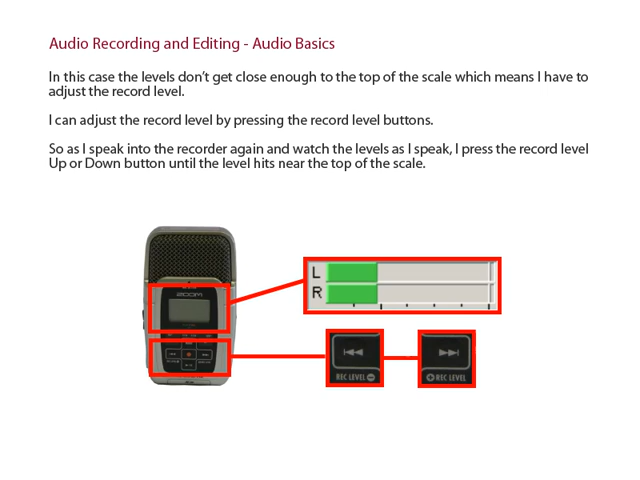 Audio Recording and Editing - Audio Basics
In this case the levels don't get close enough to the top of the scale which means I have to
adjust the record level.
I can adjust the record level by pressing the record level buttons.
So as I speak into the recorder again and watch the levels as I speak, I press the record level
Up or Down button until the level hits near the top of the scale.
ZOOM
L
R
REC LEVEL
REC LEVEL